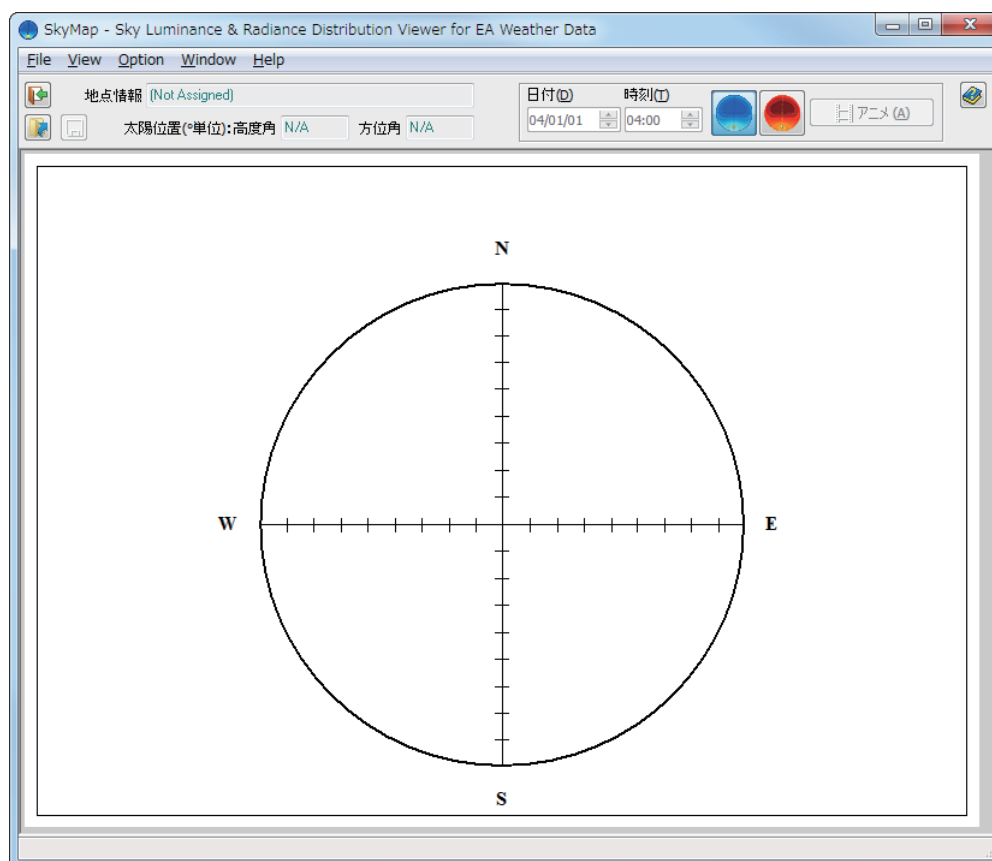 SkyMap - Sky Luminance & Radiance Distribution Viewer for EA Weather Data
File View Option Window Help
地点情報 (Not Assigned)
太陽位置(°単位):高度角 N/A 方位角 N/A
日付(D) 時刻(T)
04/01/01 04:00
アニメ(A)
N
W E
S